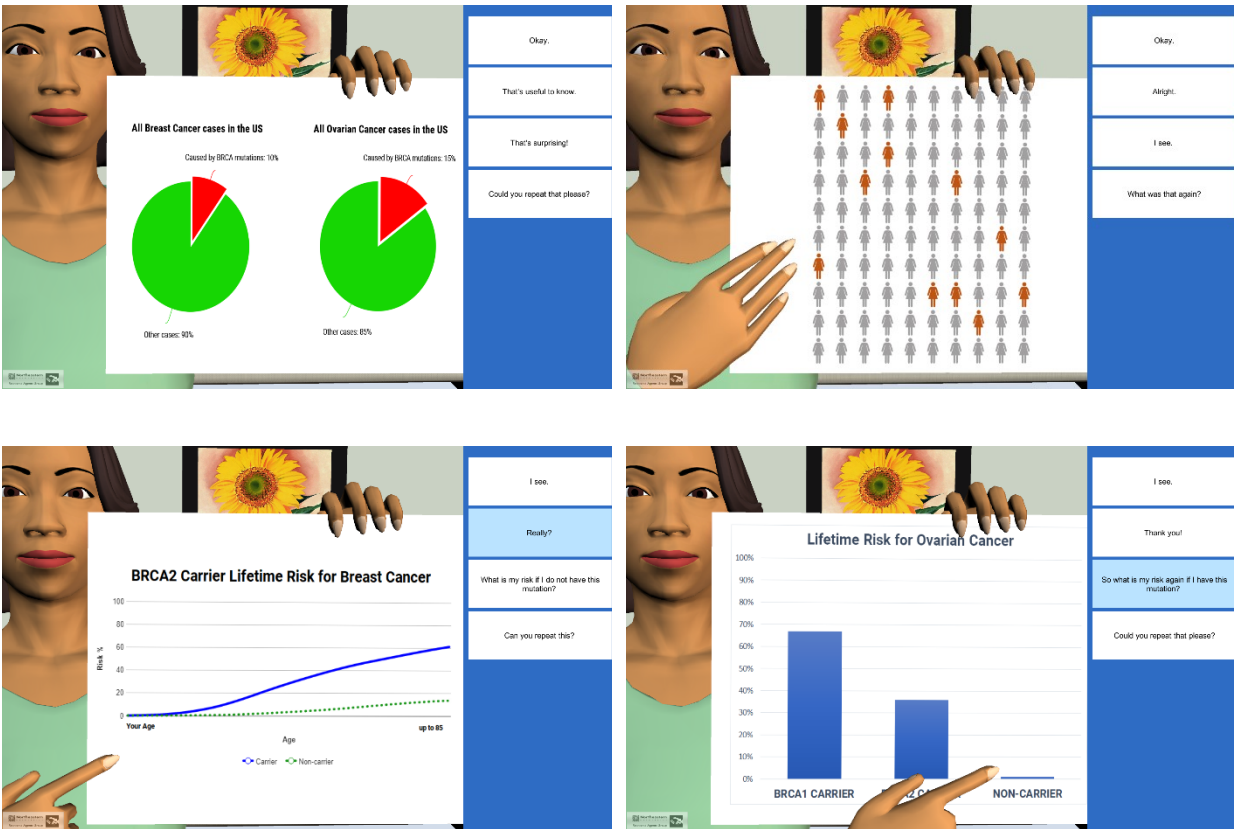 All Breast Cancer cases in the US
All Ovarian Cancer cases in the US
Caused by BRCA mutations: 10%
Caused by BRCA mutations: 15%
Other cases: 90%
Other cases: 85%
Okay.
That's useful to know.
That's surprising!
Could you repeat that please?
Okay.
Alright.
I see.
What was that again?
BRCA2 Carrier Lifetime Risk for Breast Cancer
100
80
60
40
20
0
Risk %
Your Age
up to 85
Age
Carrier
Non-carrier
I see.
Really?
What is my risk if I do not have this
mutation?
Can you repeat this?
Lifetime Risk for Ovarian Cancer
100%
90%
80%
70%
60%
50%
40%
30%
20%
10%
0%
BRCA1 CARRIER
NON-CARRIER
I see.
Thank you!
So what is my risk again if I have this
mutation?
Could you repeat that please?